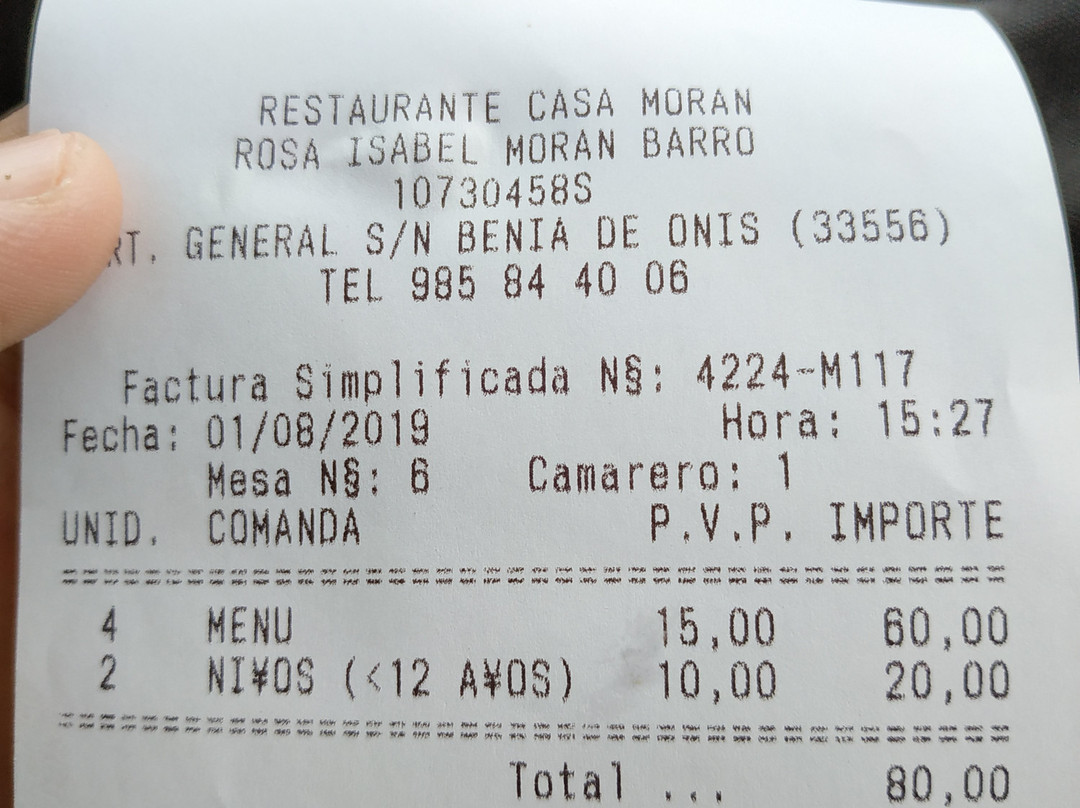 RESTAURANTE CASA MORAN
ROSA ISABEL MORAN BARRO
10730458S
GENERAL S/N BENIA DE ONIS (33556)
TEL 985 84 40 06
Factura Simplificada N§: 4224-M117
Fecha: 01/08/2019 Hora: 15:27
Mesa N§: 6 Camarero: 1
UNID. COMANDA P.V.P. IMPORTE
4 MENU 15,00 60,00
2 NI¥OS (<12 A¥OS) 10,00 20,00
Total ... 80,00